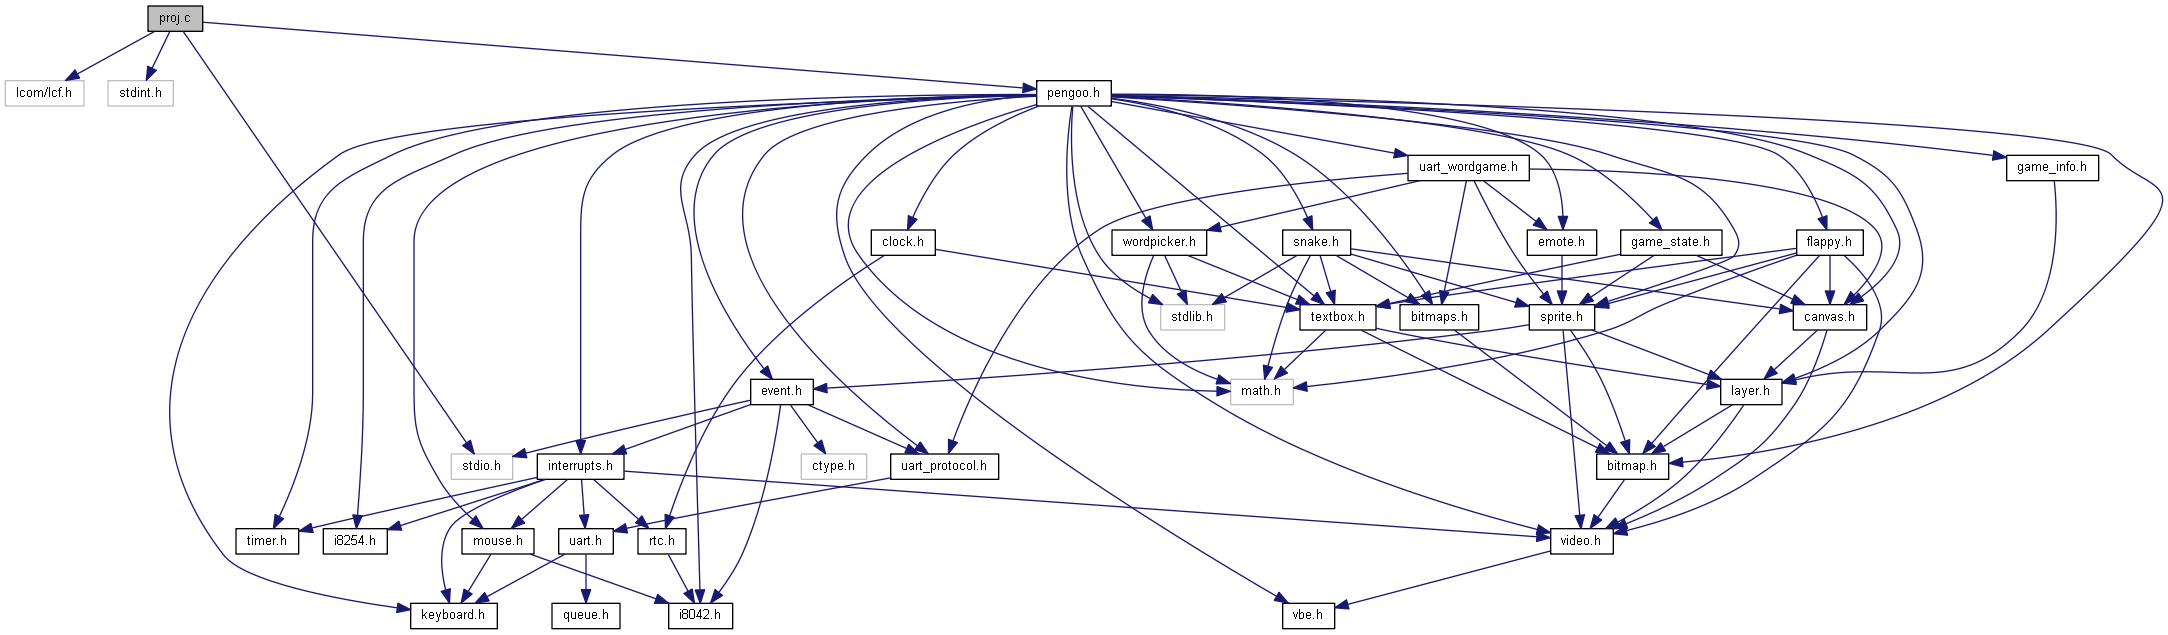 proj.c
lcom/lcf.h
stdint.h
pengoo.h
uart_wordgame.h
game_info.h
clock.h
wordpicker.h
snake.h
emote.h
game_state.h
flappy.h
stdlib.h
textbox.h
bitmaps.h
sprite.h
canvas.h
event.h
math.h
layer.h
stdio.h
interrupts.h
ctype.h
uart_protocol.h
bitmap.h
timer.h
i8254.h
mouse.h
uart.h
rtc.h
video.h
keyboard.h
queue.h
i8042.h
vbe.h